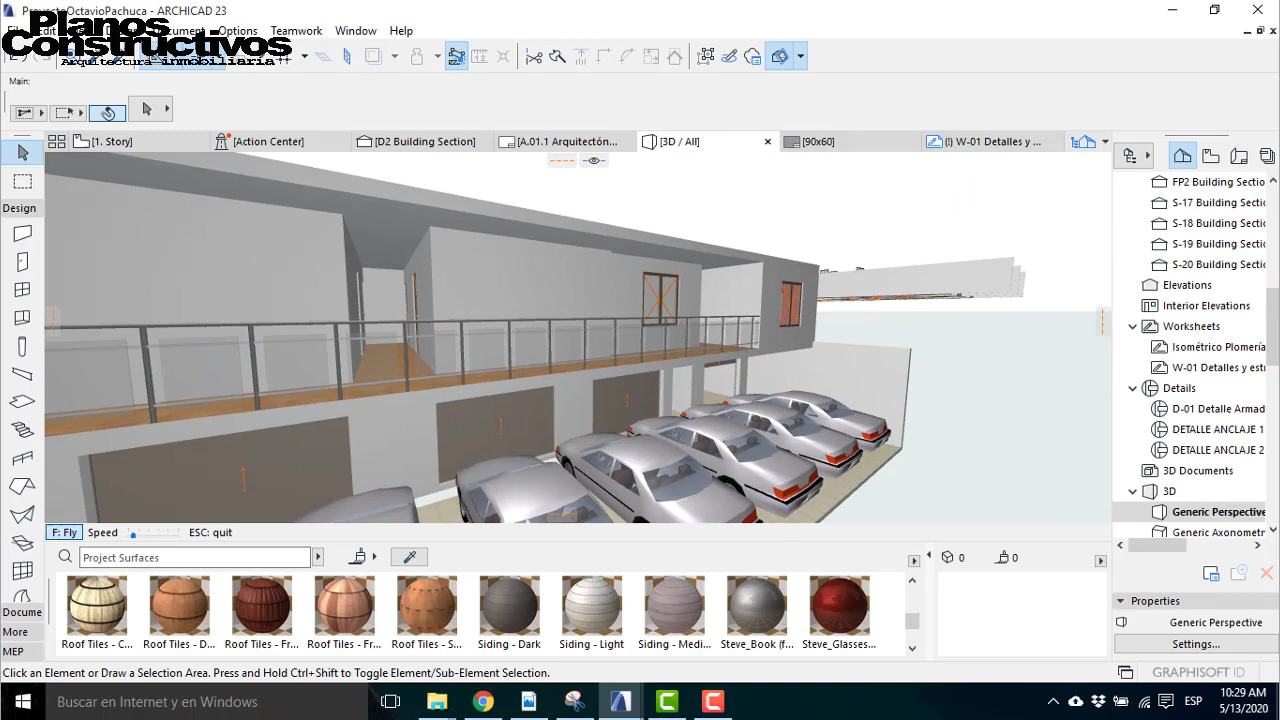 ProyectoOctavioPachuca - ARCHICAD 23
Options Teamwork Window Help
Planos
Constructivos
Arquitectura inmobiliaria
Main:
[1. Story]
[Action Center]
[D2 Building Section]
[A.01.1 Arquitectón...
[3D / All]
[90x60]
(!) W-01 Detalles y ...
Design
FP2 Building Sectio
S-17 Building Sectic
S-18 Building Sectic
S-19 Building Sectic
S-20 Building Sectic
Elevations
Interior Elevations
Worksheets
Isométrico Plomería
W-01 Detalles y estr
Details
D-01 Detalle Armad
DETALLE ANCLAJE 1
DETALLE ANCLAJE 2
3D Documents
3D
Generic Perspective
Generic Axonometr
F: Fly
Speed
ESC: quit
Project Surfaces
0
0
Roof Tiles - C...
Roof Tiles - D...
Roof Tiles - Fr...
Roof Tiles - Fr...
Roof Tiles - S...
Siding - Dark
Siding - Light
Siding - Medi...
Steve_Book (f...
Steve_Glasses...
Docume
More
MEP
Properties
Generic Perspective
Settings...
Click an Element or Draw a Selection Area. Press and Hold Ctrl+Shift to Toggle Element/Sub-Element Selection.
GRAPHISOFT ID
Buscar en Internet y en Windows
ESP
10:29 AM
5/13/2020